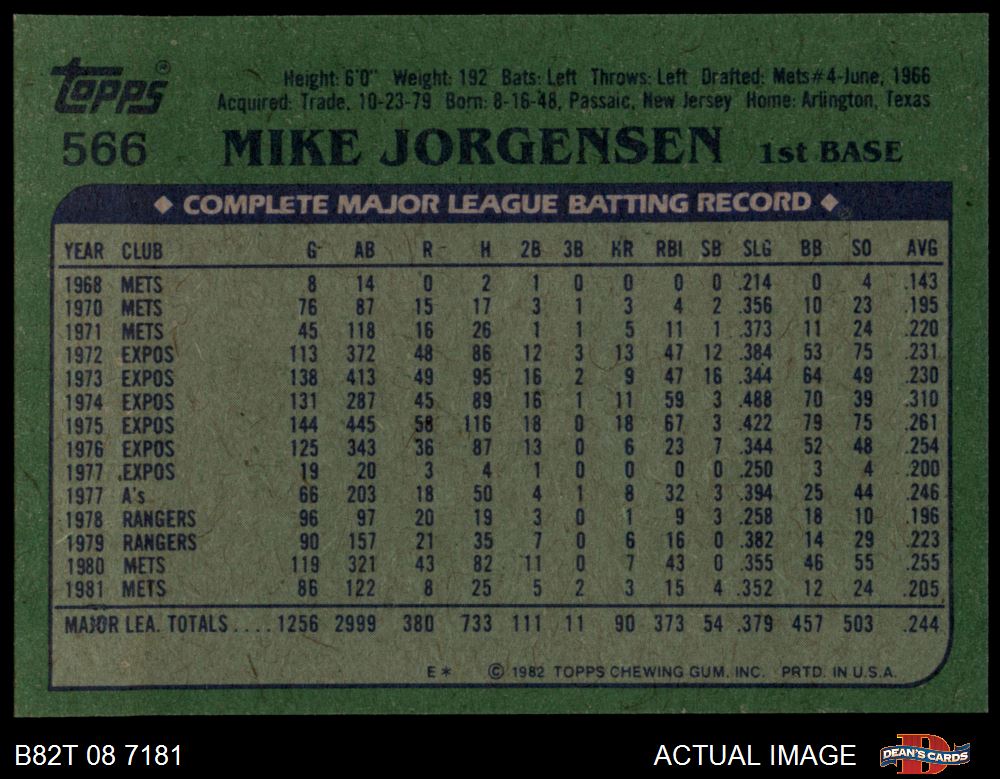 topps®
Height: 6'0" Weight: 192 Bats: Left Throws: Left Drafted: Mets #4-June, 1966
Acquired: Trade, 10-23-79 Born: 8-16-48, Passaic, New Jersey Home: Arlington, Texas
566 MIKE JORGENSEN 1st BASE
◆ COMPLETE MAJOR LEAGUE BATTING RECORD ◆
YEAR CLUB G AB R H 2B 3B HR RBI SB SLG BB SO AVG
1968 METS 8 14 0 2 1 0 0 0 0 .214 0 4 .143
1970 METS 76 87 15 17 3 1 3 4 2 .356 10 23 .195
1971 METS 45 118 16 26 1 1 5 11 1 .373 11 24 .220
1972 EXPOS 113 372 48 86 12 3 13 47 12 .384 53 75 .231
1973 EXPOS 138 413 49 95 16 2 9 47 16 .344 64 49 .230
1974 EXPOS 131 287 45 89 16 1 11 59 3 .488 70 39 .310
1975 EXPOS 144 445 58 116 18 0 18 67 3 .422 79 75 .261
1976 EXPOS 125 343 36 87 13 0 6 23 7 .344 52 48 .254
1977 EXPOS 19 20 3 4 1 0 0 0 0 .250 3 4 .200
1977 A's 66 203 18 50 4 1 8 32 3 .394 25 44 .246
1978 RANGERS 96 97 20 19 3 0 1 9 3 .258 18 10 .196
1979 RANGERS 90 157 21 35 7 0 6 16 0 .382 14 29 .223
1980 METS 119 321 43 82 11 0 7 43 0 .355 46 55 .255
1981 METS 86 122 8 25 5 2 3 15 4 .352 12 24 .205
MAJOR LEA. TOTALS .... 1256 2999 380 733 111 11 90 373 54 .379 457 503 .244
E* © 1982 TOPPS CHEWING GUM, INC. PRTD. IN U.S.A.
B82T 08 7181 ACTUAL IMAGE DEAN'S CARDS